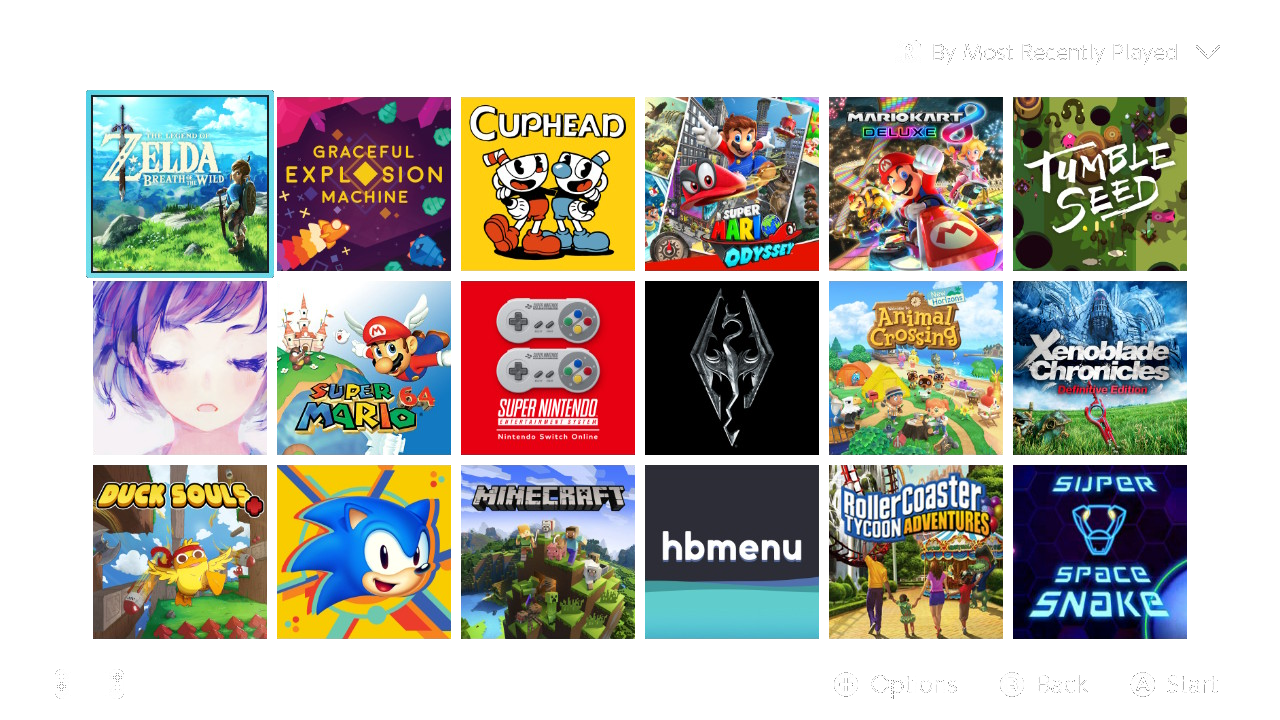 By Most Recently Played
THE LEGEND OF
ZELDA
BREATH OF THE WILD
GRACEFUL
EXPLOSION
MACHINE
CUPHEAD
SUPER
MARIO
ODYSSEY
MARIOKART 8
DELUXE
TUMBLE
SEED
SUPER
MARIO 64
SUPER NINTENDO
ENTERTAINMENT SYSTEM
Nintendo Switch Online
New Horizons
Animal
Crossing
Xenoblade
Chronicles
Definitive Edition
DUCK SOULS+
MINECRAFT
hbmenu
RollerCoaster
TYCOON ADVENTURES
SUPER
SPACE
SNAKE
Options
B Back
A Start